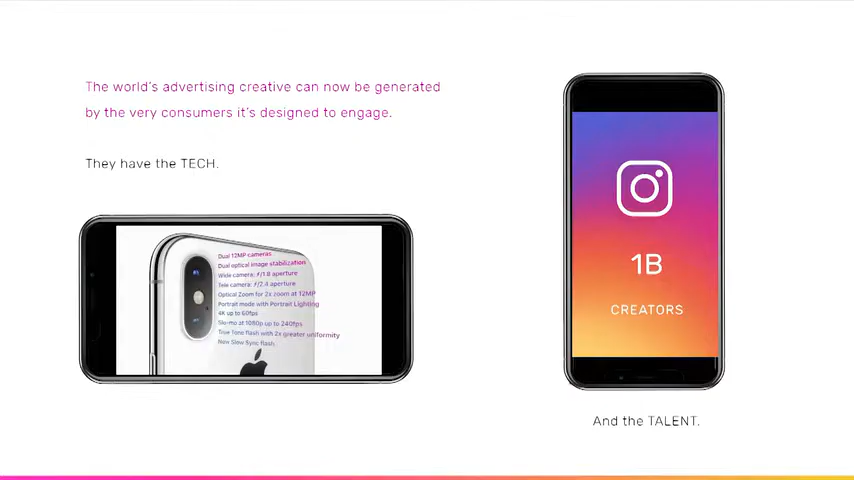 The world's advertising creative can now be generated
by the very consumers it's designed to engage.
They have the TECH.
Dual 12MP cameras
Dual optical image stabilization
Wide camera: ƒ/1.8 aperture
Tele camera: ƒ/2.4 aperture
Optical Zoom for 2x zoom at 12MP
Portrait mode with Portrait Lighting
4K up to 60fps
Slo-mo at 1080p up to 240fps
True Tone flash with 2x greater uniformity
New Slow Sync flash
1B
CREATORS
And the TALENT.